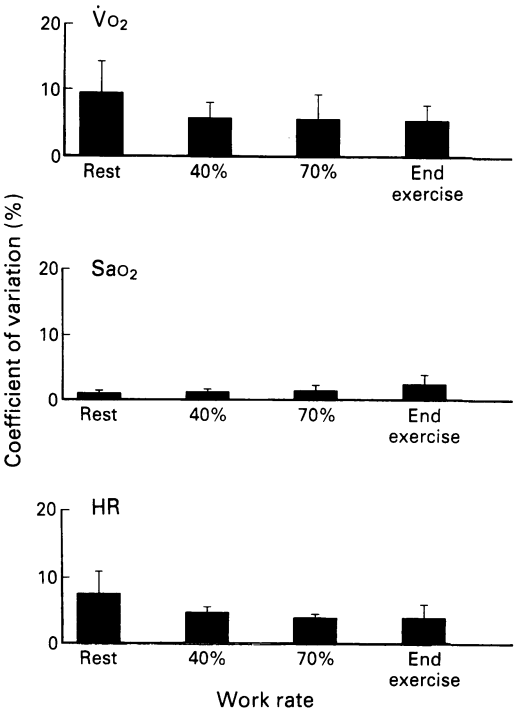 V̇o₂
20
10
0
Rest 40% 70% End
exercise
Coefficient of variation (%)
Sao₂
20
10
0
Rest 40% 70% End
exercise
HR
20
10
0
Rest 40% 70% End
exercise
Work rate